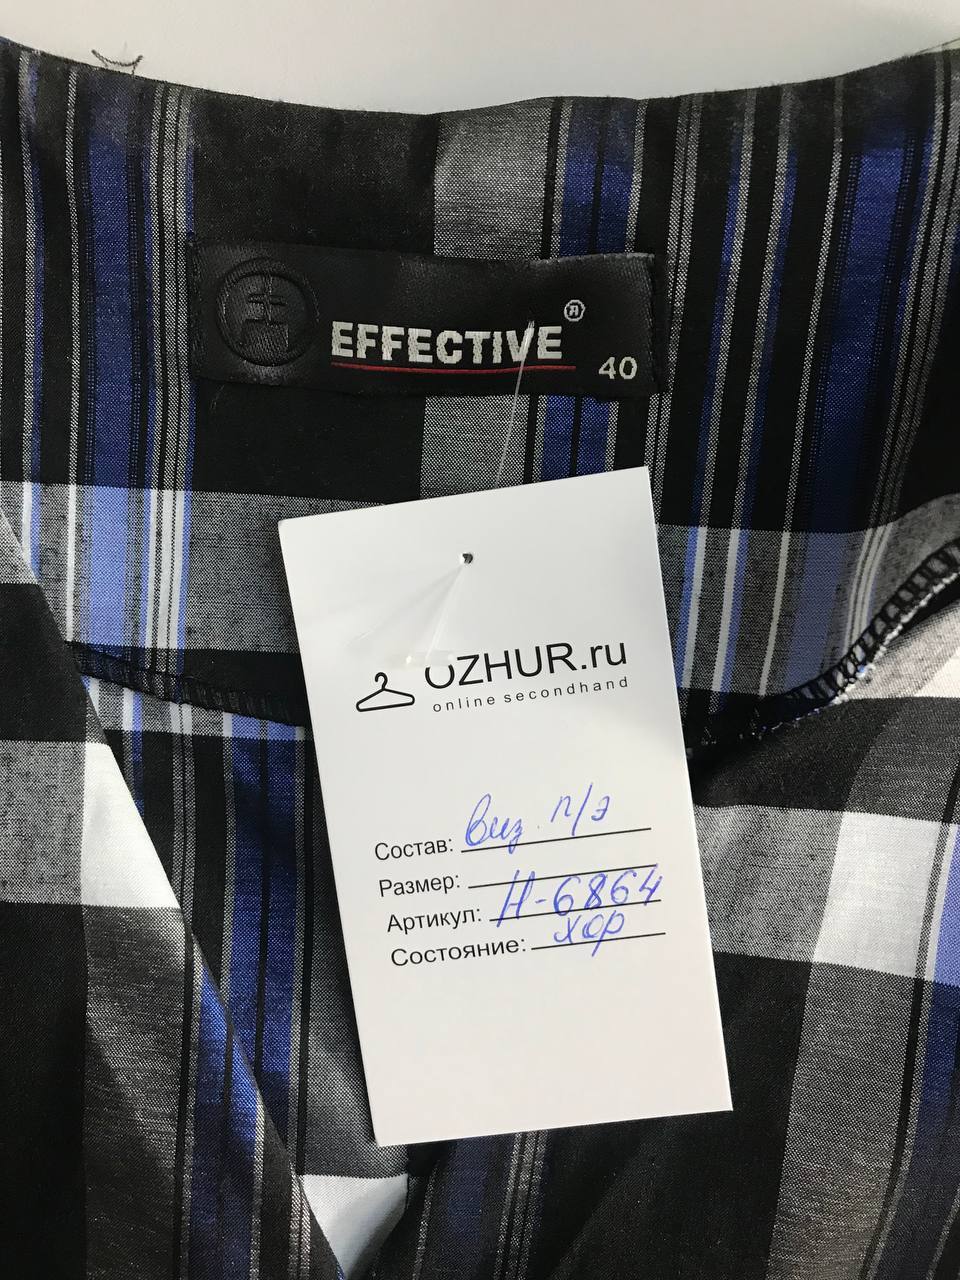 EFFECTIVE®
40
OZHUR.ru
online secondhand
Состав: виз. п/э
Размер:
Артикул: Н-6864
Состояние: хор